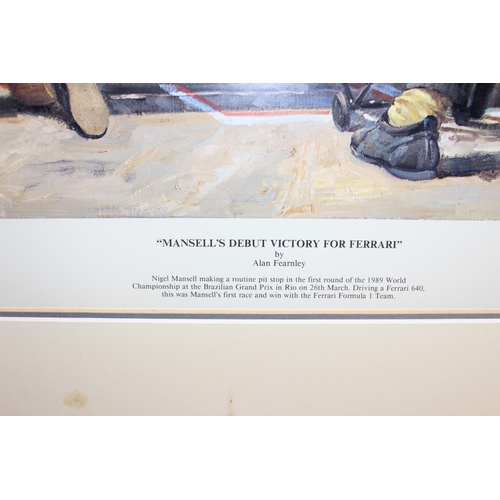 “MANSELL’S DEBUT VICTORY FOR FERRARI”
by
Alan Fearnley
Nigel Mansell making a routine pit stop in the first round of the 1989 World
Championship at the Brazilian Grand Prix in Rio on 26th March. Driving a Ferrari 640,
this was Mansell’s first race and win with the Ferrari Formula 1 Team.